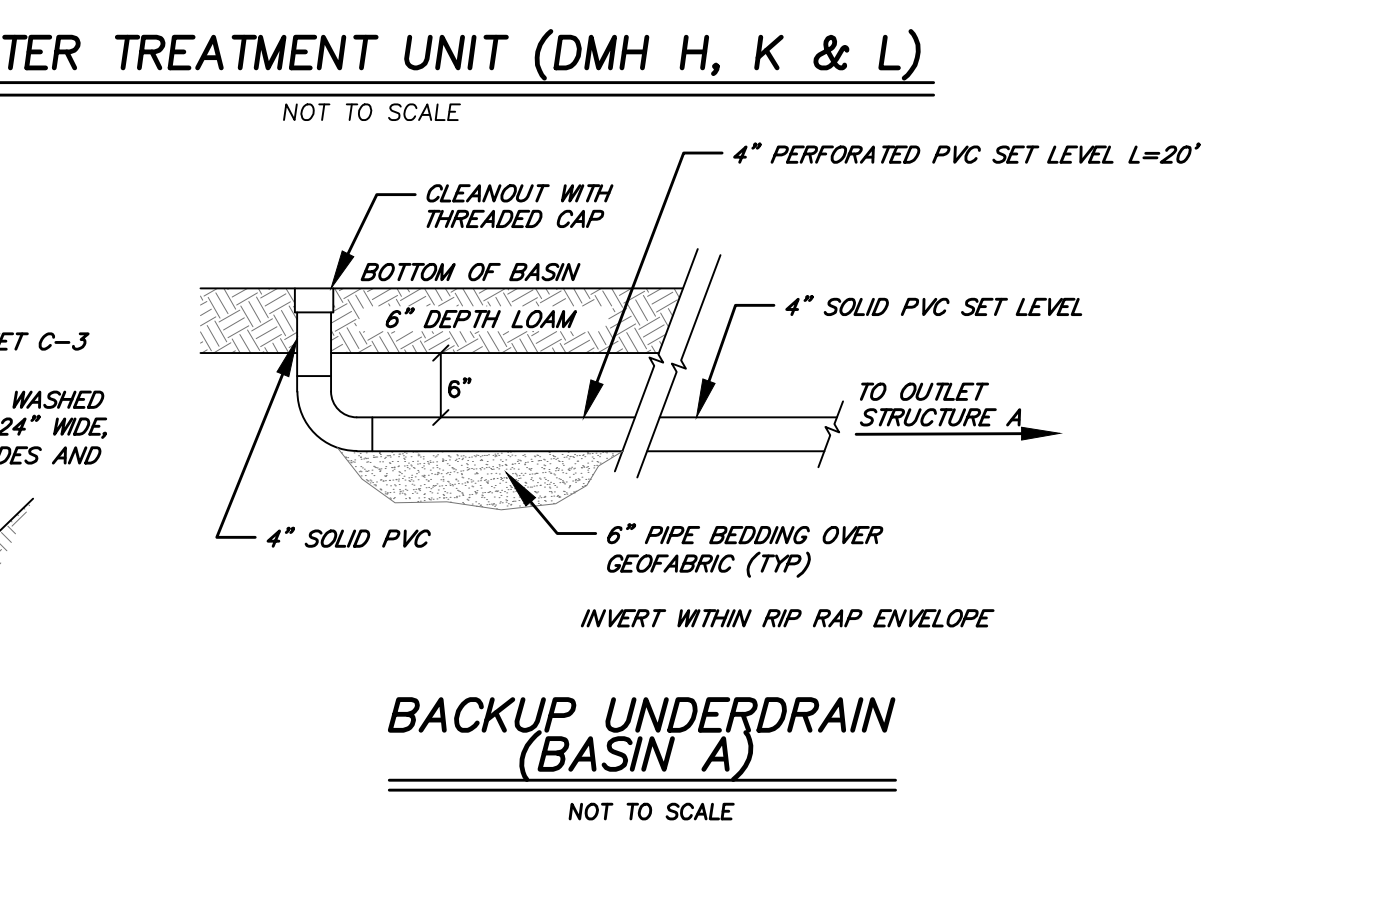 TER TREATMENT UNIT (DMH H, K & L)
NOT TO SCALE
4" PERFORATED PVC SET LEVEL L=20'
CLEANOUT WITH
THREADED CAP
BOTTOM OF BASIN
4" SOLID PVC SET LEVEL
6" DEPTH LOAM
ET C-3
6"
TO OUTLET
STRUCTURE A
WASHED
24" WIDE,
DES AND
4" SOLID PVC
6" PIPE BEDDING OVER
GEOFABRIC (TYP)
INVERT WITHIN RIP RAP ENVELOPE
BACKUP UNDERDRAIN
(BASIN A)
NOT TO SCALE